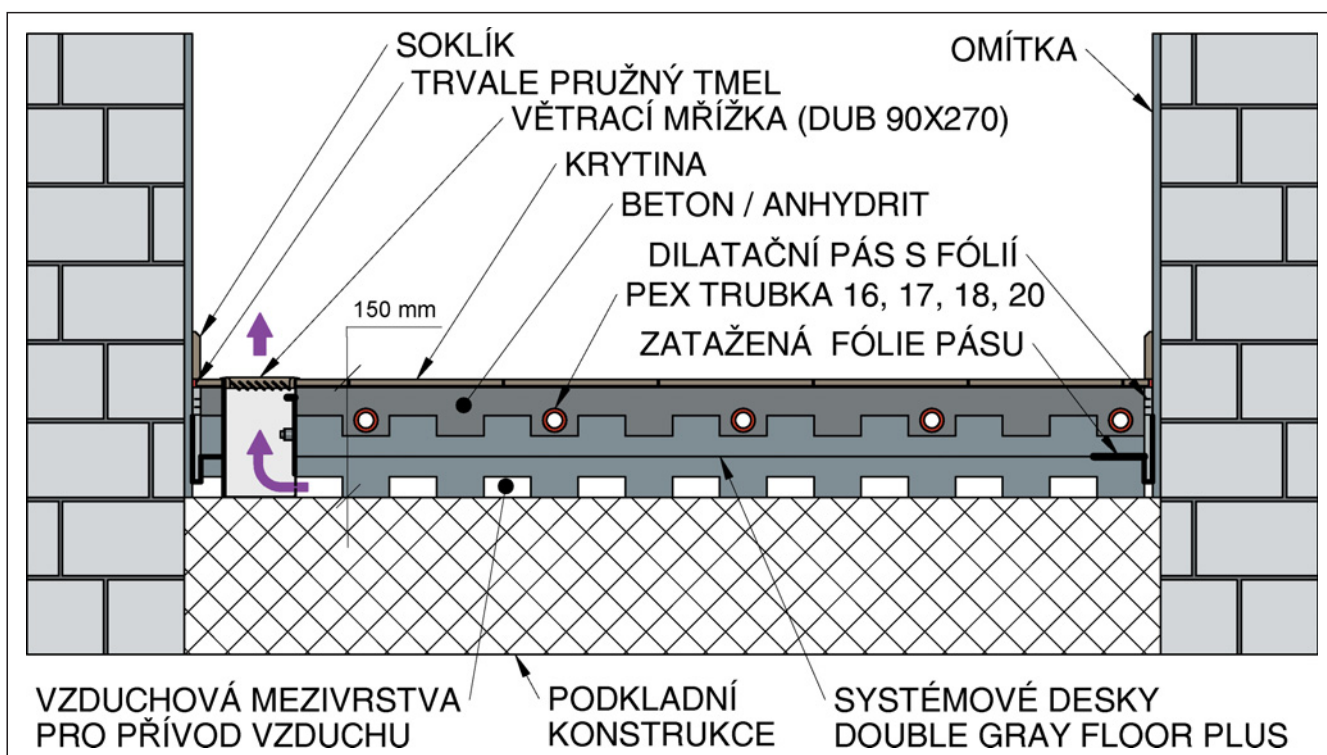 SOKLÍK
TRVALE PRUŽNÝ TMEL
VĚTRACÍ MŘÍŽKA (DUB 90X270)
KRYTINA
BETON / ANHYDRIT
OMÍTKA
DILATAČNÍ PÁS S FÓLIÍ
PEX TRUBKA 16, 17, 18, 20
ZATAŽENÁ FÓLIE PÁSU
150 mm
VZDUCHOVÁ MEZIVRSTVA
PRO PŘÍVOD VZDUCHU
PODKLADNÍ
KONSTRUKCE
SYSTÉMOVÉ DESKY
DOUBLE GRAY FLOOR PLUS